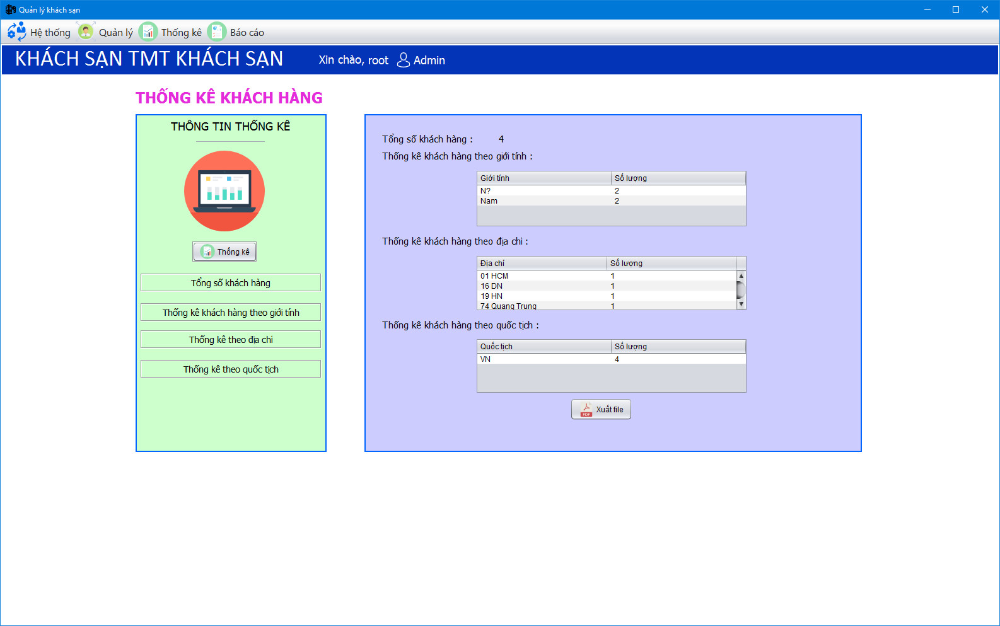 Quản lý khách sạn
Hệ thống Quản lý Thống kê Báo cáo
KHÁCH SẠN TMT KHÁCH SẠN Xin chào, root Admin
THỐNG KÊ KHÁCH HÀNG
THÔNG TIN THỐNG KÊ
Thống kê
Tổng số khách hàng
Thống kê khách hàng theo giới tính
Thống kê theo địa chỉ
Thống kê theo quốc tịch
Tổng số khách hàng : 4
Thống kê khách hàng theo giới tính :
Giới tính Số lượng
N? 2
Nam 2
Thống kê khách hàng theo địa chỉ :
Địa chỉ Số lượng
01 HCM 1
16 DN 1
19 HN 1
74 Quang Trung 1
Thống kê khách hàng theo quốc tịch :
Quốc tịch Số lượng
VN 4
PDF Xuất file